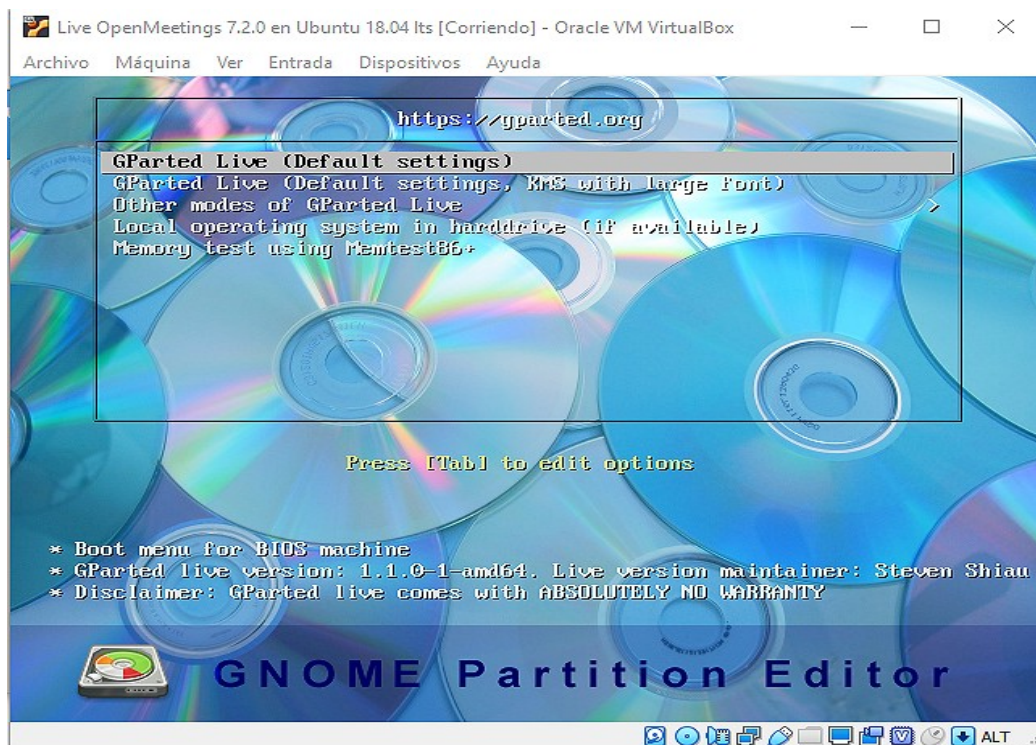 Live OpenMeetings 7.2.0 en Ubuntu 18.04 lts [Corriendo] - Oracle VM VirtualBox
Archivo Máquina Ver Entrada Dispositivos Ayuda
https://gparted.org
GParted Live (Default settings)
GParted Live (Default settings, KMS with large font)
Other modes of GParted Live >
Local operating system in harddrive (if available)
Memory test using Memtest86+
Press [Tab] to edit options
* Boot menu for BIOS machine
* GParted live version: 1.1.0-1-amd64. Live version maintainer: Steven Shiau
* Disclaimer: GParted live comes with ABSOLUTELY NO WARRANTY
GNOME Partition Editor
ALT